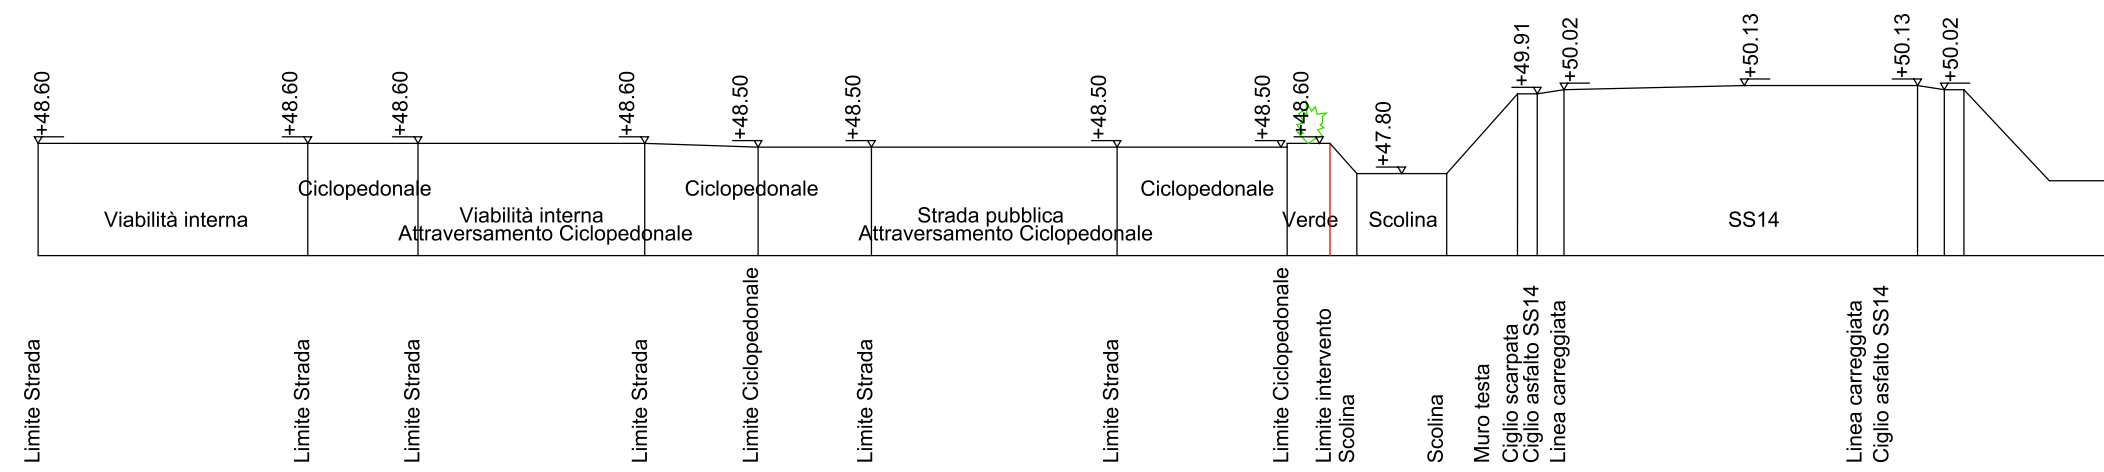 +48.60
+48.60
+48.60
+48.60
+48.50
+48.50
+48.50
+48.50
+48.60
+47.80
+49.91
+50.02
+50.13
+50.13
+50.02
Viabilità interna
Ciclopedonale
Viabilità interna
Attraversamento Ciclopedonale
Ciclopedonale
Strada pubblica
Attraversamento Ciclopedonale
Ciclopedonale
Verde
Scolina
SS14
Limite Strada
Limite Strada
Limite Strada
Limite Strada
Limite Ciclopedonale
Limite Strada
Limite Strada
Limite Ciclopedonale
Limite intervento
Scolina
Scolina
Muro testa
Ciglio scarpata
Ciglio asfalto SS14
Linea carreggiata
Linea carreggiata
Ciglio asfalto SS14